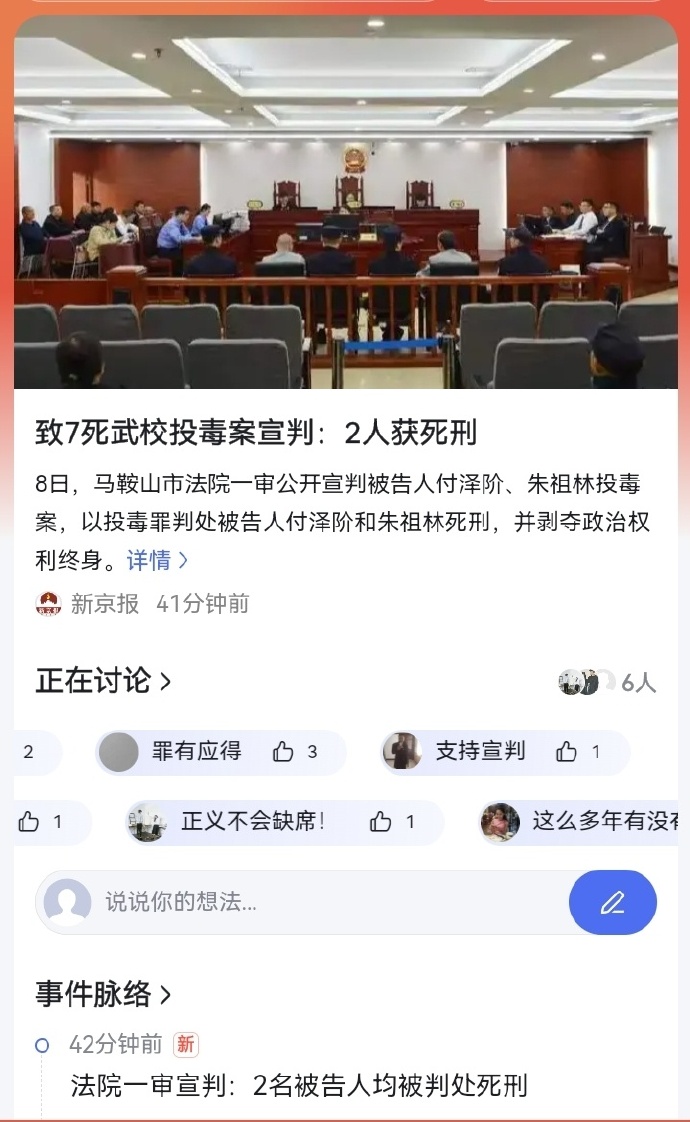 致7死武校投毒案宣判：2人获死刑
8日，马鞍山市法院一审公开宣判被告人付泽阶、朱祖林投毒
案，以投毒罪判处被告人付泽阶和朱祖林死刑，并剥夺政治权
利终身。详情 >
新京报 41分钟前
正在讨论 >
6人
2
罪有应得 3
支持宣判 1
1
正义不会缺席！ 1
这么多年有没有
说说你的想法...
事件脉络 >
42分钟前 新
法院一审宣判：2名被告人均被判处死刑